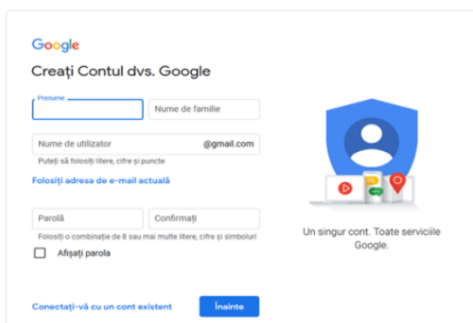 Google
Creați Contul dvs. Google
Prenume
Nume de familie
Nume de utilizator @gmail.com
Puteți să folosiți litere, cifre și puncte
Folosiți adresa de e-mail actuală
Parolă
Confirmați
Folosiți o combinație de 8 sau mai multe litere, cifre și simboluri
Afișați parola
Un singur cont. Toate serviciile
Google.
Conectați-vă cu un cont existent
Înainte